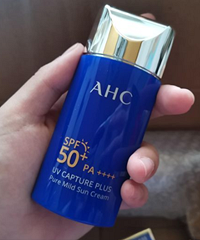 AHC
SPF
50+
PA ++++
UV CAPTURE PLUS
Pure Mild Sun Cream